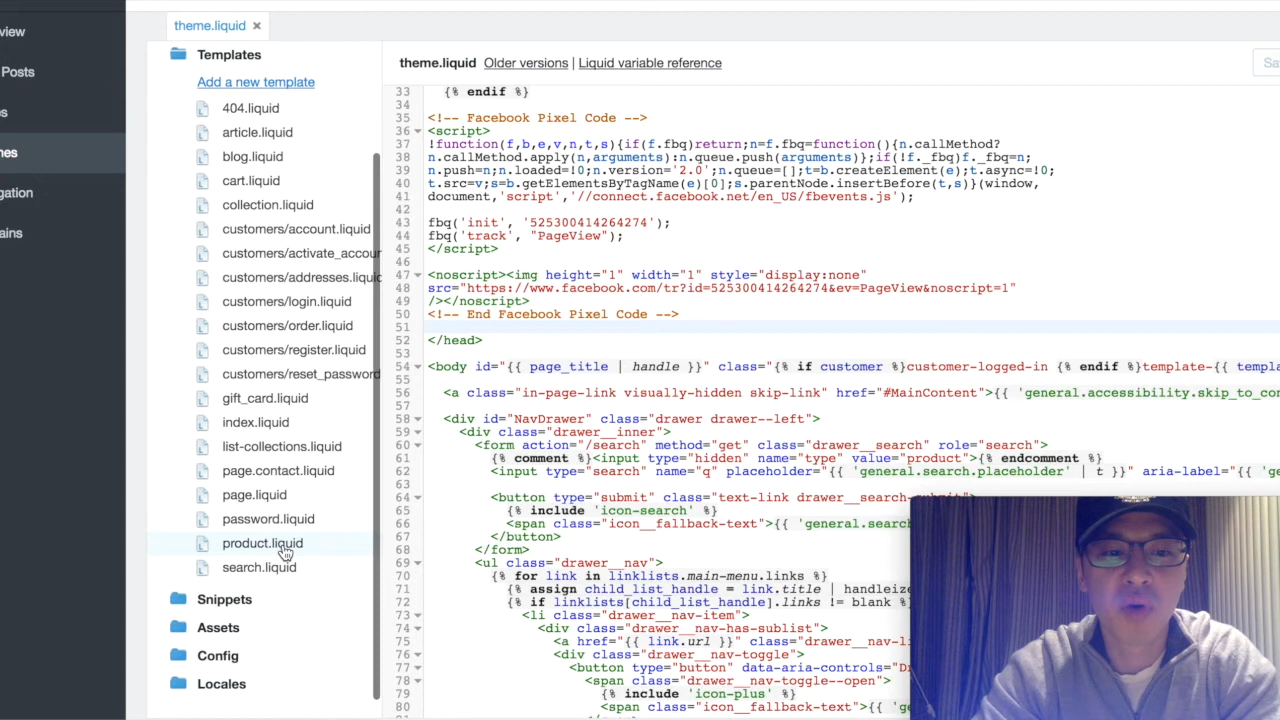 view
Posts
es
mes
igation
ains
theme.liquid ×
Templates
Add a new template
404.liquid
article.liquid
blog.liquid
cart.liquid
collection.liquid
customers/account.liquid
customers/activate_accour
customers/addresses.liquid
customers/login.liquid
customers/order.liquid
customers/register.liquid
customers/reset_password
gift_card.liquid
index.liquid
list-collections.liquid
page.contact.liquid
page.liquid
password.liquid
product.liquid
search.liquid
Snippets
Assets
Config
Locales
theme.liquid Older versions | Liquid variable reference
Sa
33 {% endif %}
34
35 <!-- Facebook Pixel Code -->
36 <script>
37 !function(f,b,e,v,n,t,s){if(f.fbq)return;n=f.fbq=function(){n.callMethod?
38 n.callMethod.apply(n,arguments):n.queue.push(arguments)};if(!f._fbq)f._fbq=n;
39 n.push=n;n.loaded=!0;n.version='2.0';n.queue=[];t=b.createElement(e);t.async=!0;
40 t.src=v;s=b.getElementsByTagName(e)[0];s.parentNode.insertBefore(t,s)}(window,
41 document,'script','//connect.facebook.net/en_US/fbevents.js');
42
43 fbq('init', '525300414264274');
44 fbq('track', "PageView");
45 </script>
46
47 <noscript><img height="1" width="1" style="display:none"
48 src="https://www.facebook.com/tr?id=525300414264274&ev=PageView&noscript=1"
49 /></noscript>
50 <!-- End Facebook Pixel Code -->
51
52 </head>
53
54 <body id="{{ page_title | handle }}" class="{% if customer %}customer-logged-in {% endif %}template-{{ templa
55
56 <a class="in-page-link visually-hidden skip-link" href="#MainContent">{{ 'general.accessibility.skip_to_con
57
58 <div id="NavDrawer" class="drawer drawer--left">
59 <div class="drawer__inner">
60 <form action="/search" method="get" class="drawer__search" role="search">
61 {% comment %}<input type="hidden" name="type" value="product">{% endcomment %}
62 <input type="search" name="q" placeholder="{{ 'general.search.placeholder' | t }}" aria-label="{{ 'ge
63
64 <button type="submit" class="text-link drawer__search-submit">
65 {% include 'icon-search' %}
66 <span class="icon__fallback-text">{{ 'general.searc
67 </button>
68 </form>
69 <ul class="drawer__nav">
70 {% for link in linklists.main-menu.links %}
71 {% assign child_list_handle = link.title | handleize
72 {% if linklists[child_list_handle].links != blank %}
73 <li class="drawer__nav-item">
74 <div class="drawer__nav-has-sublist">
75 <a href="{{ link.url }}" class="drawer__nav-li
76 <div class="drawer__nav-toggle">
77 <button type="button" data-aria-controls="D
78 <span class="drawer__nav-toggle--open">
79 {% include 'icon-plus' %}
80 <span class="icon__fallback-text">{{ 'ge